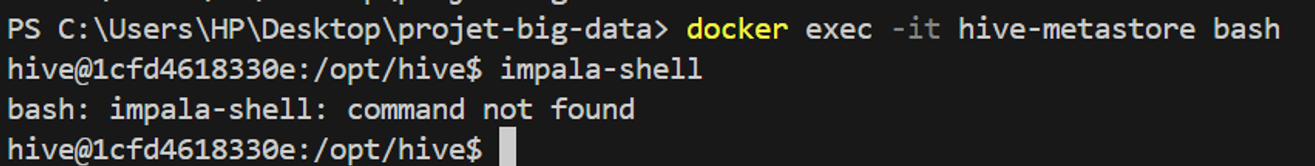 PS C:\Users\HP\Desktop\projet-big-data> docker exec -it hive-metastore bash
hive@1cfd4618330e:/opt/hive$ impala-shell
bash: impala-shell: command not found
hive@1cfd4618330e:/opt/hive$